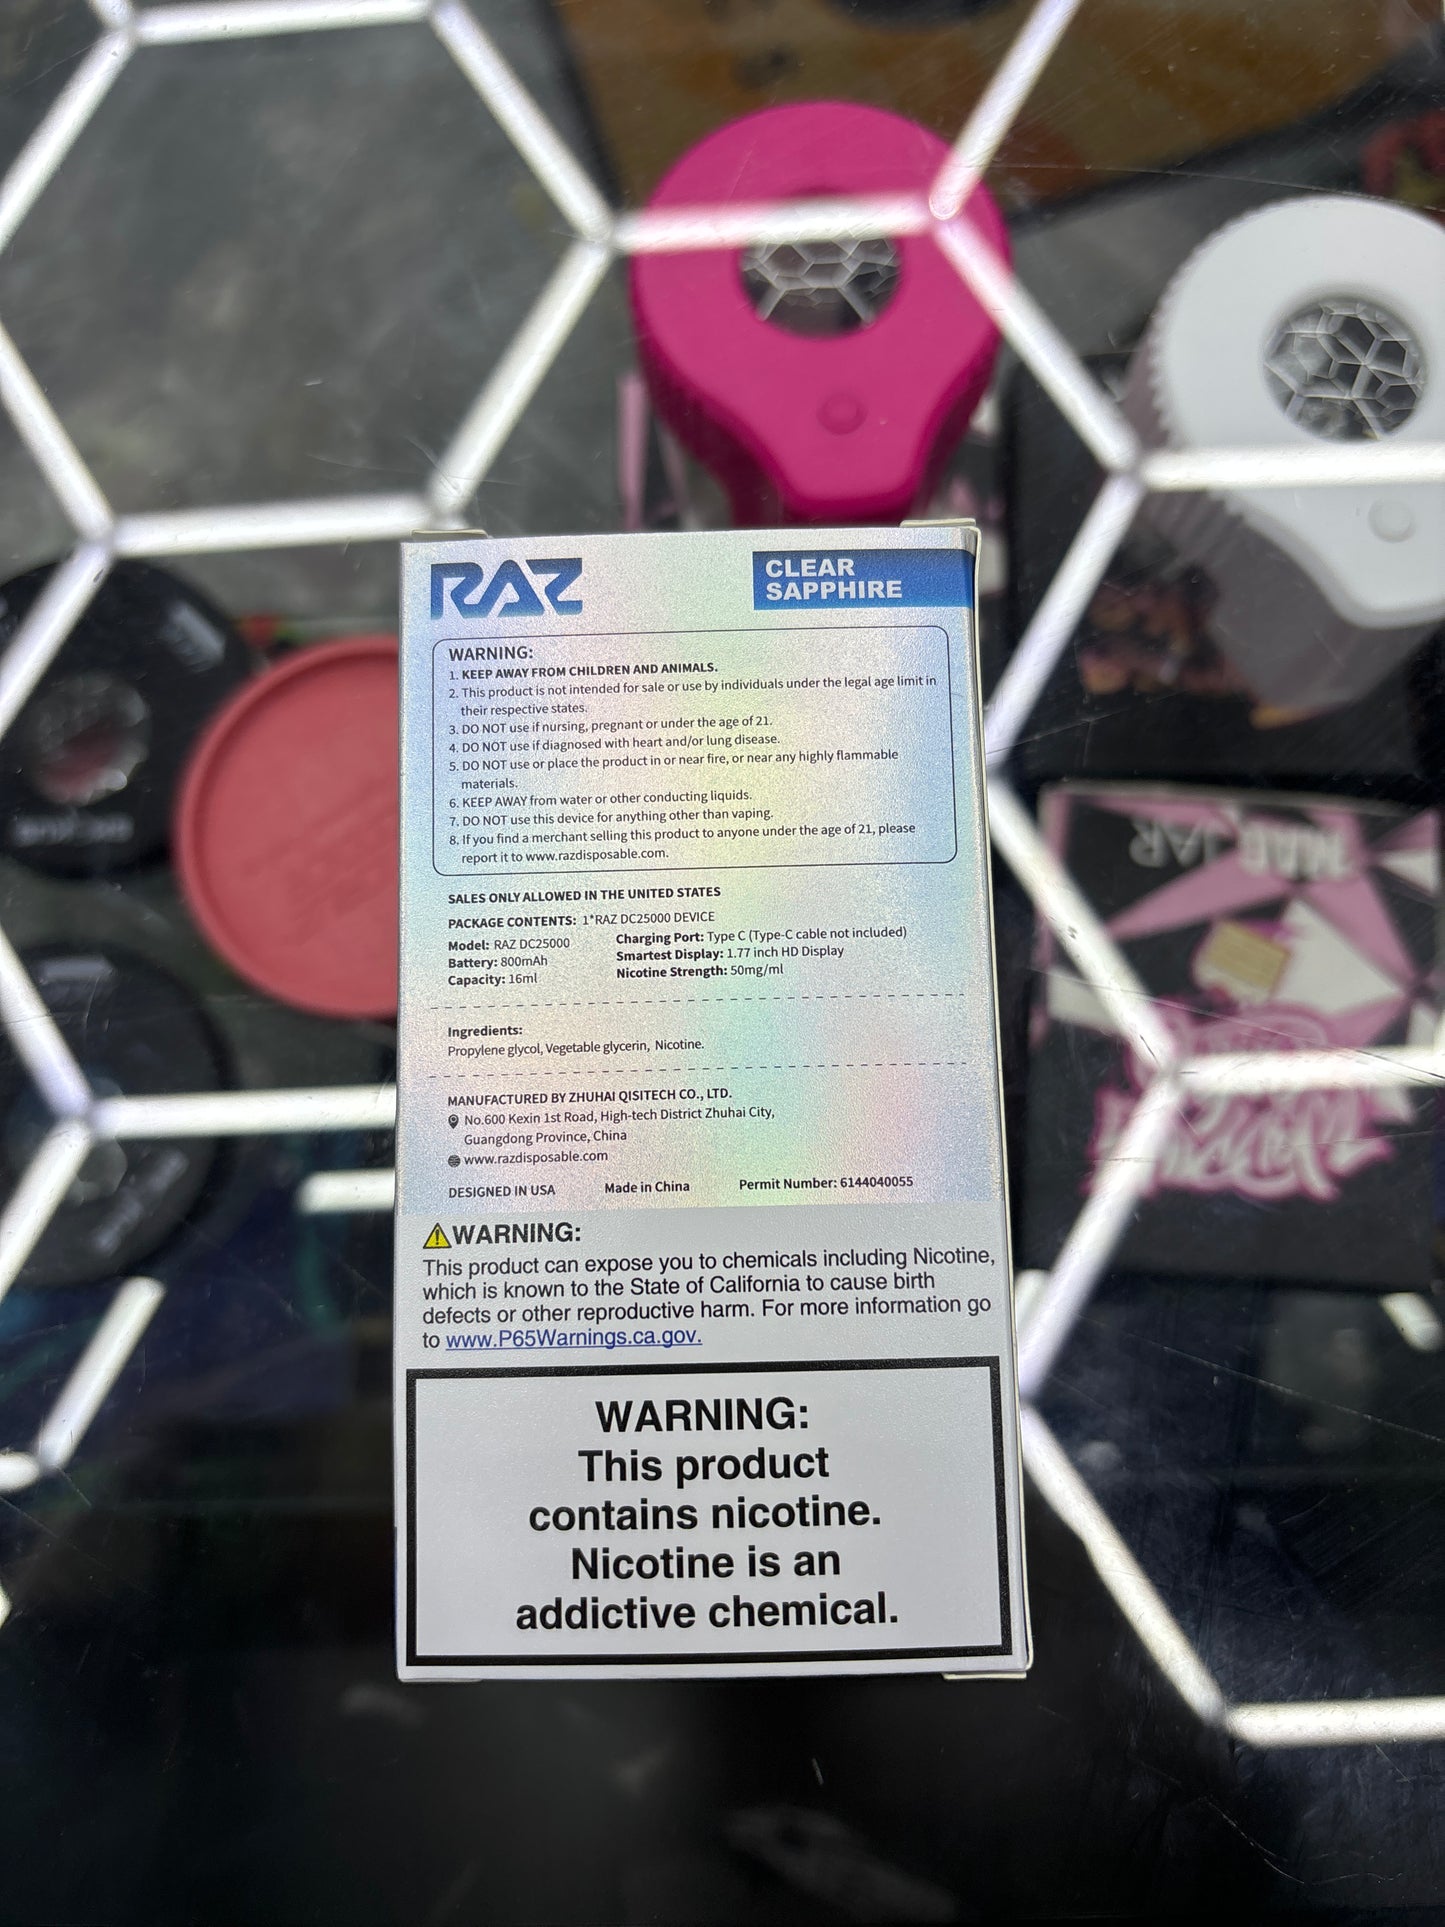 RAZ
CLEAR
SAPPHIRE
WARNING:
1. KEEP AWAY FROM CHILDREN AND ANIMALS.
2. This product is not intended for sale or use by individuals under the legal age limit in
their respective states.
3. DO NOT use if nursing, pregnant or under the age of 21.
4. DO NOT use if diagnosed with heart and/or lung disease.
5. DO NOT use or place the product in or near fire, or near any highly flammable
materials.
6. KEEP AWAY from water or other conducting liquids.
7. DO NOT use this device for anything other than vaping.
8. If you find a merchant selling this product to anyone under the age of 21, please
report it to www.razdisposable.com.
SALES ONLY ALLOWED IN THE UNITED STATES
PACKAGE CONTENTS: 1*RAZ DC25000 DEVICE
Model: RAZ DC25000
Battery: 800mAh
Capacity: 16ml
Charging Port: Type C (Type-C cable not included)
Smartest Display: 1.77 inch HD Display
Nicotine Strength: 50mg/ml
Ingredients:
Propylene glycol, Vegetable glycerin, Nicotine.
MANUFACTURED BY ZHUHAI QISITECH CO., LTD.
No.600 Kexin 1st Road, High-tech District Zhuhai City,
Guangdong Province, China
www.razdisposable.com
DESIGNED IN USA Made in China Permit Number: 6144040055
WARNING:
This product can expose you to chemicals including Nicotine,
which is known to the State of California to cause birth
defects or other reproductive harm. For more information go
to www.P65Warnings.ca.gov.
WARNING:
This product
contains nicotine.
Nicotine is an
addictive chemical.
MAG JAR